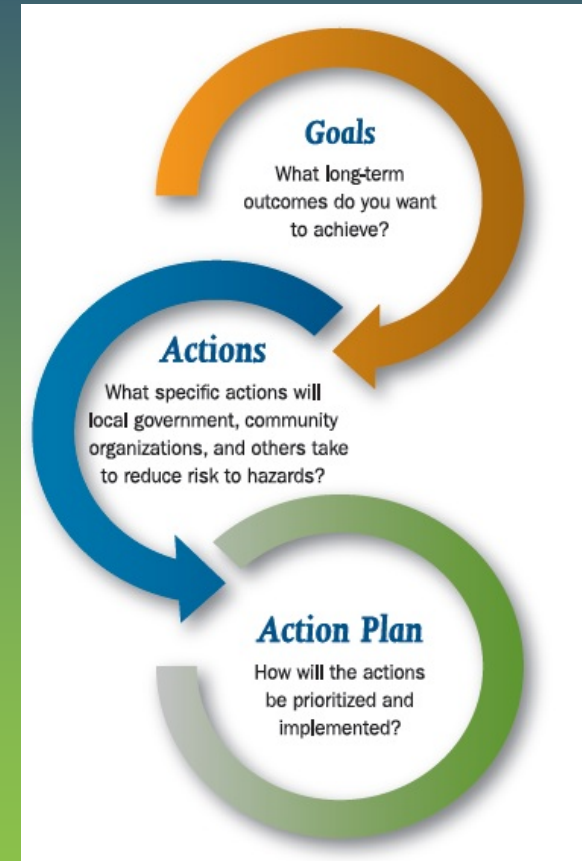 Goals
What long-term
outcomes do you want
to achieve?
Actions
What specific actions will
local government, community
organizations, and others take
to reduce risk to hazards?
Action Plan
How will the actions
be prioritized and
implemented?